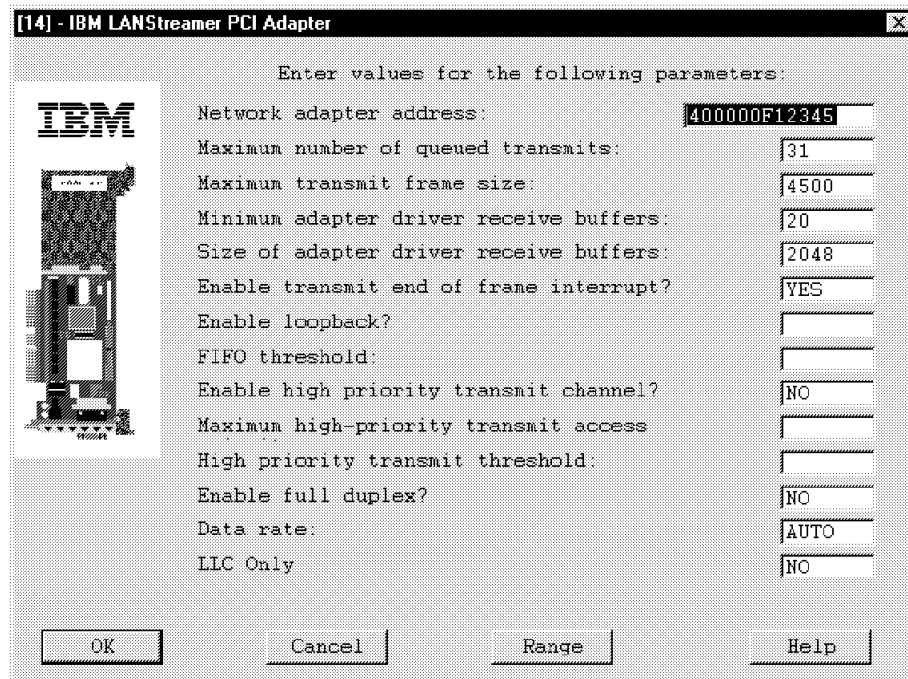 [14] - IBM LANStreamer PCI Adapter
Enter values for the following parameters:
IBM
Network adapter address: 400000F12345
Maximum number of queued transmits: 31
Maximum transmit frame size: 4500
Minimum adapter driver receive buffers: 20
Size of adapter driver receive buffers: 2048
Enable transmit end of frame interrupt? YES
Enable loopback?
FIFO threshold:
Enable high priority transmit channel? NO
Maximum high-priority transmit access
High priority transmit threshold:
Enable full duplex? NO
Data rate: AUTO
LLC Only NO
OK Cancel Range Help